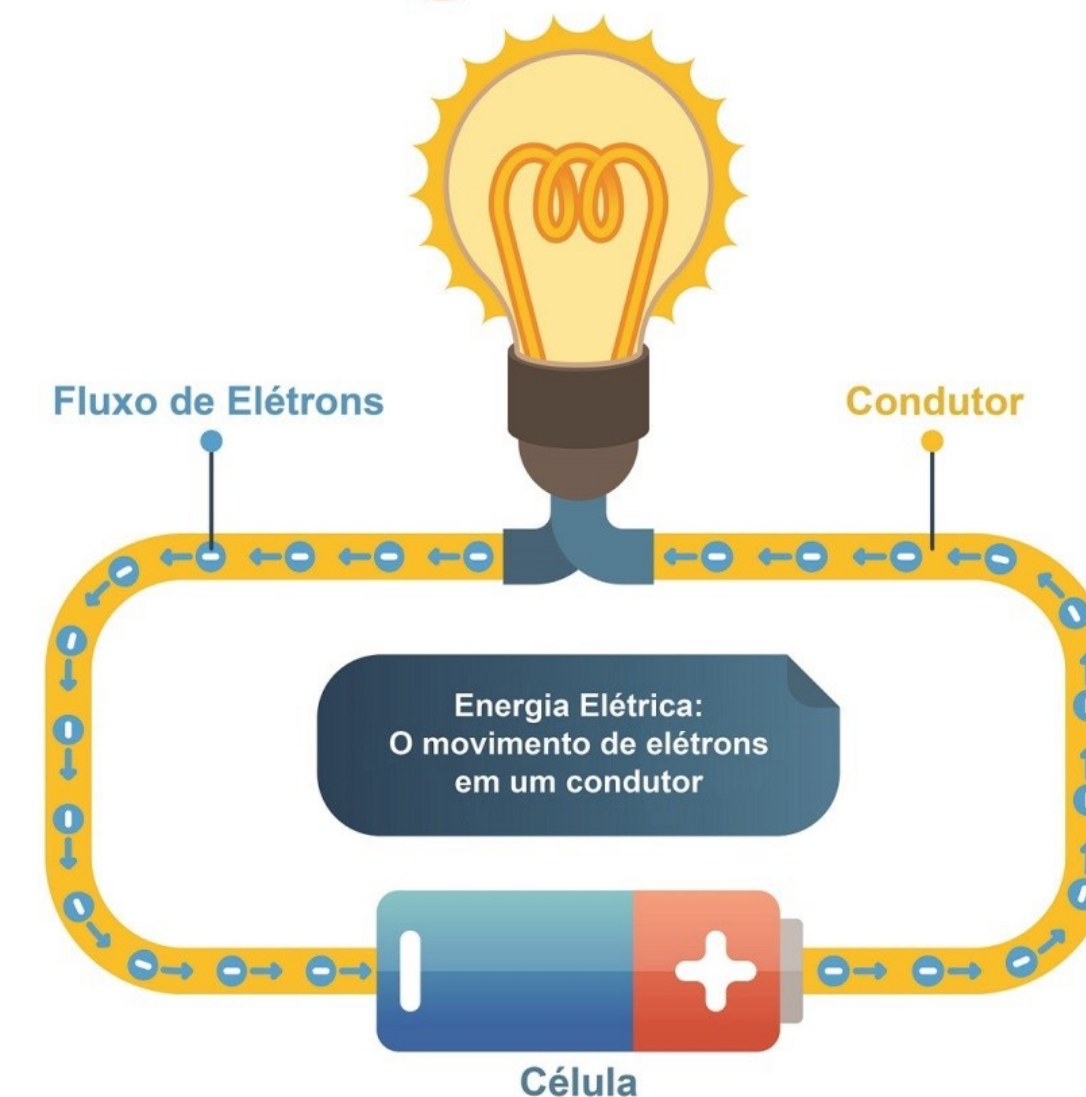 Fluxo de Elétrons
Condutor
Energia Elétrica:
O movimento de elétrons
em um condutor
Célula